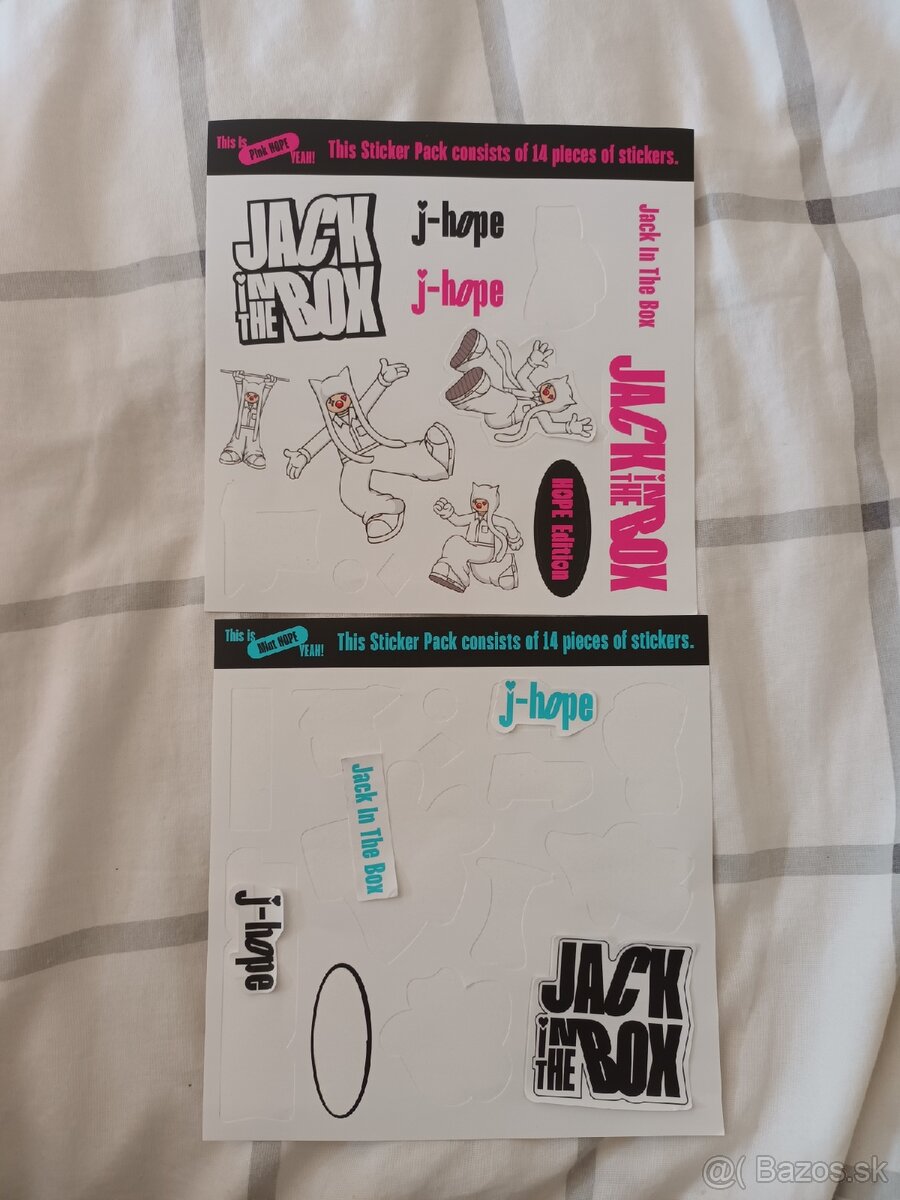 This is
Pink HOPE
YEAH!
This Sticker Pack consists of 14 pieces of stickers.
JACK
iN
THE BOX
j-hope
j-hope
Jack In The Box
JACK
iN
THE BOX
HOPE Edition
This is
Mint HOPE
YEAH!
This Sticker Pack consists of 14 pieces of stickers.
j-hope
Jack In The Box
j-hope
JACK
iN
THE BOX
@( Bazos.sk